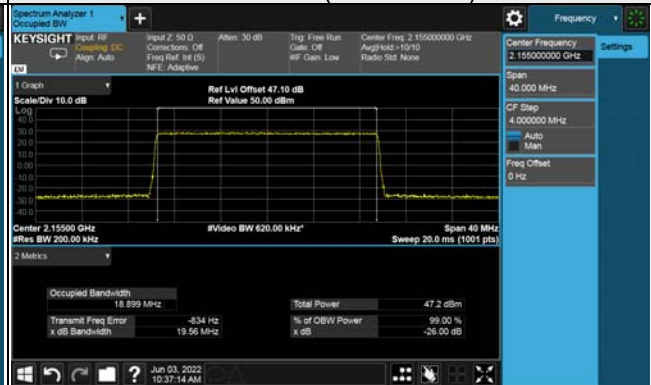 Spectrum Analyzer 1
Occupied BW
Frequency
KEYSIGHT
Input: RF
Coupling: DC
Align: Auto
Input Z: 50 Ω
Corrections: Off
Freq Ref: Int (S)
NFE: Adaptive
Atten: 30 dB
Trig: Free Run
Gate: Off
#IF Gain: Low
Center Freq: 2.155000000 GHz
Avg|Hold:>10/10
Radio Std: None
Center Frequency
2.155000000 GHz
Settings
Span
40.000 MHz
CF Step
4.000000 MHz
Auto
Man
Freq Offset
0 Hz
1 Graph
Scale/Div 10.0 dB
Ref Lvl Offset 47.10 dB
Ref Value 50.00 dBm
Log
40.0
30.0
20.0
10.0
0.00
-10.0
-20.0
-30.0
-40.0
Center 2.15500 GHz
#Res BW 200.00 kHz
#Video BW 620.00 kHz*
Span 40 MHz
Sweep 20.0 ms (1001 pts)
2 Metrics
Occupied Bandwidth
18.899 MHz
Total Power
47.2 dBm
Transmit Freq Error
-834 Hz
% of OBW Power
99.00 %
x dB Bandwidth
19.56 MHz
x dB
-26.00 dB
Jun 03, 2022
10:37:14 AM